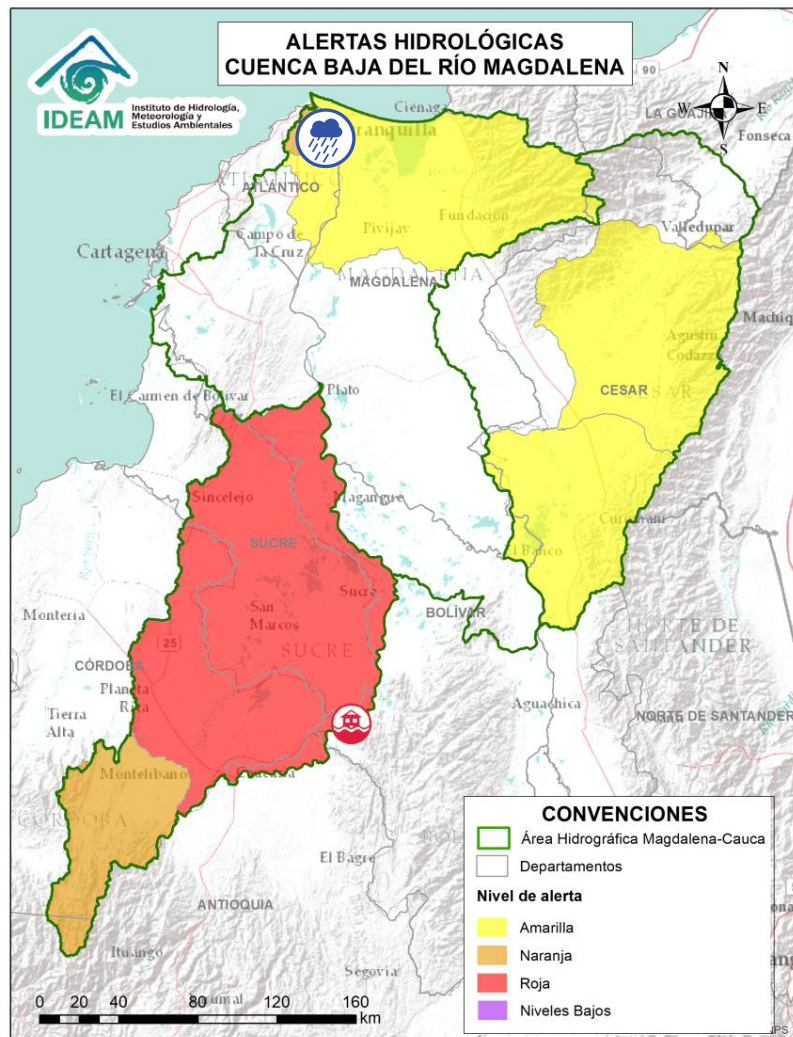 ALERTAS HIDROLÓGICAS
CUENCA BAJA DEL RÍO MAGDALENA
IDEAM
Instituto de Hidrología,
Meteorología y
Estudios Ambientales
90
N
W E
S
Ciénaga
LA GUAJIRA
Fonseca
ATLÁNTICO
Valledupar
Pivijay
Fundación
Cartagena
Campo de
la Cruz
MAGDALENA
MAGDALENA
Agustín
Codazzi
CESAR
Plato
El Carmen de Bolívar
Sincelejo
Magangue
SUCRE
El Banco
Sucre
San
Marcos
BOLÍVAR
Montería
25
SUCRE
NORTE DE
SANTANDER
CÓRDOBA
Planeta
Rica
Aguachica
Tierra
Alta
NORTE DE SANTANDER
Montelíbano
Caucasia
CÓRDOBA
El Bagre
ANTIOQUIA
Ituango
Segovia
CONVENCIONES
Área Hidrográfica Magdalena-Cauca
Departamentos
Nivel de alerta
Amarilla
Naranja
Roja
Niveles Bajos
0 20 40 80 120 160
km